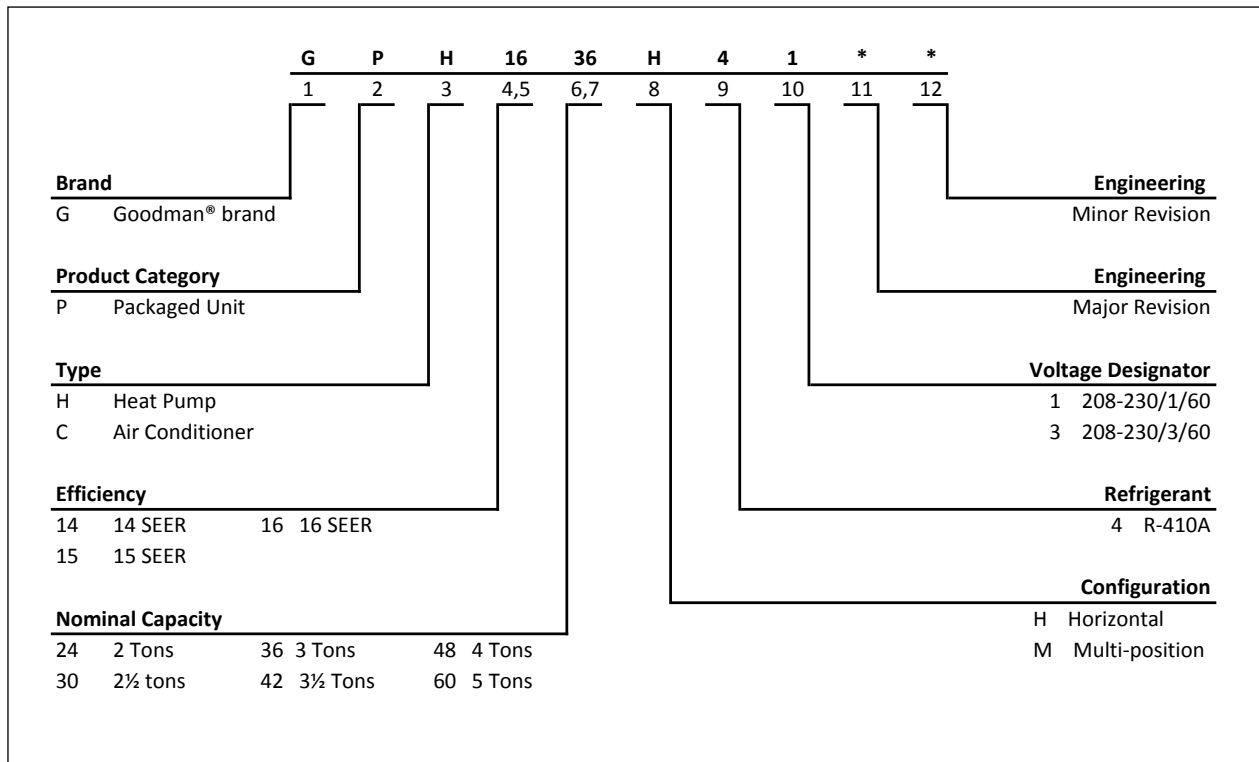 G P H 16 36 H 4 1 * *
1 2 3 4,5 6,7 8 9 10 11 12
Brand
G Goodman® brand
Product Category
P Packaged Unit
Type
H Heat Pump
C Air Conditioner
Efficiency
14 14 SEER 16 16 SEER
15 15 SEER
Nominal Capacity
24 2 Tons 36 3 Tons 48 4 Tons
30 2½ tons 42 3½ Tons 60 5 Tons
Engineering
Minor Revision
Engineering
Major Revision
Voltage Designator
1 208-230/1/60
3 208-230/3/60
Refrigerant
4 R-410A
Configuration
H Horizontal
M Multi-position